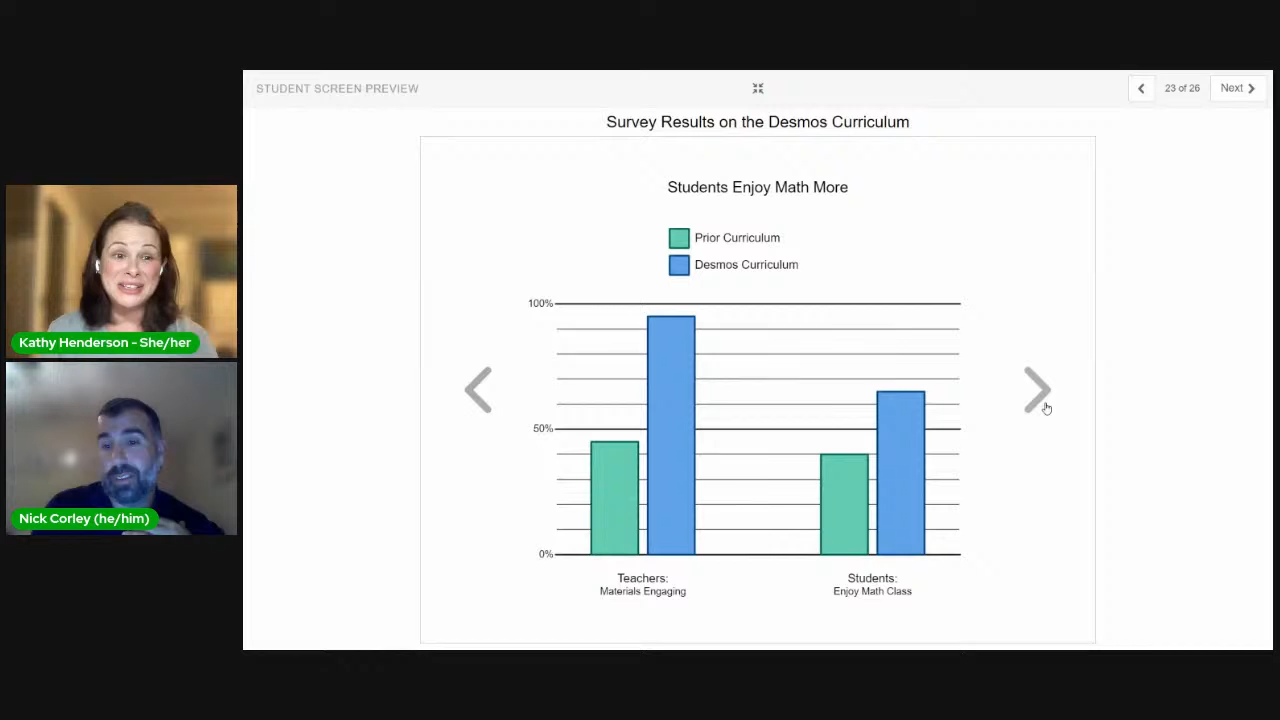 STUDENT SCREEN PREVIEW
23 of 26
Next
Survey Results on the Desmos Curriculum
Students Enjoy Math More
Prior Curriculum
Desmos Curriculum
100%
50%
0%
Teachers:
Materials Engaging
Students:
Enjoy Math Class
Kathy Henderson - She/her
Nick Corley (he/him)